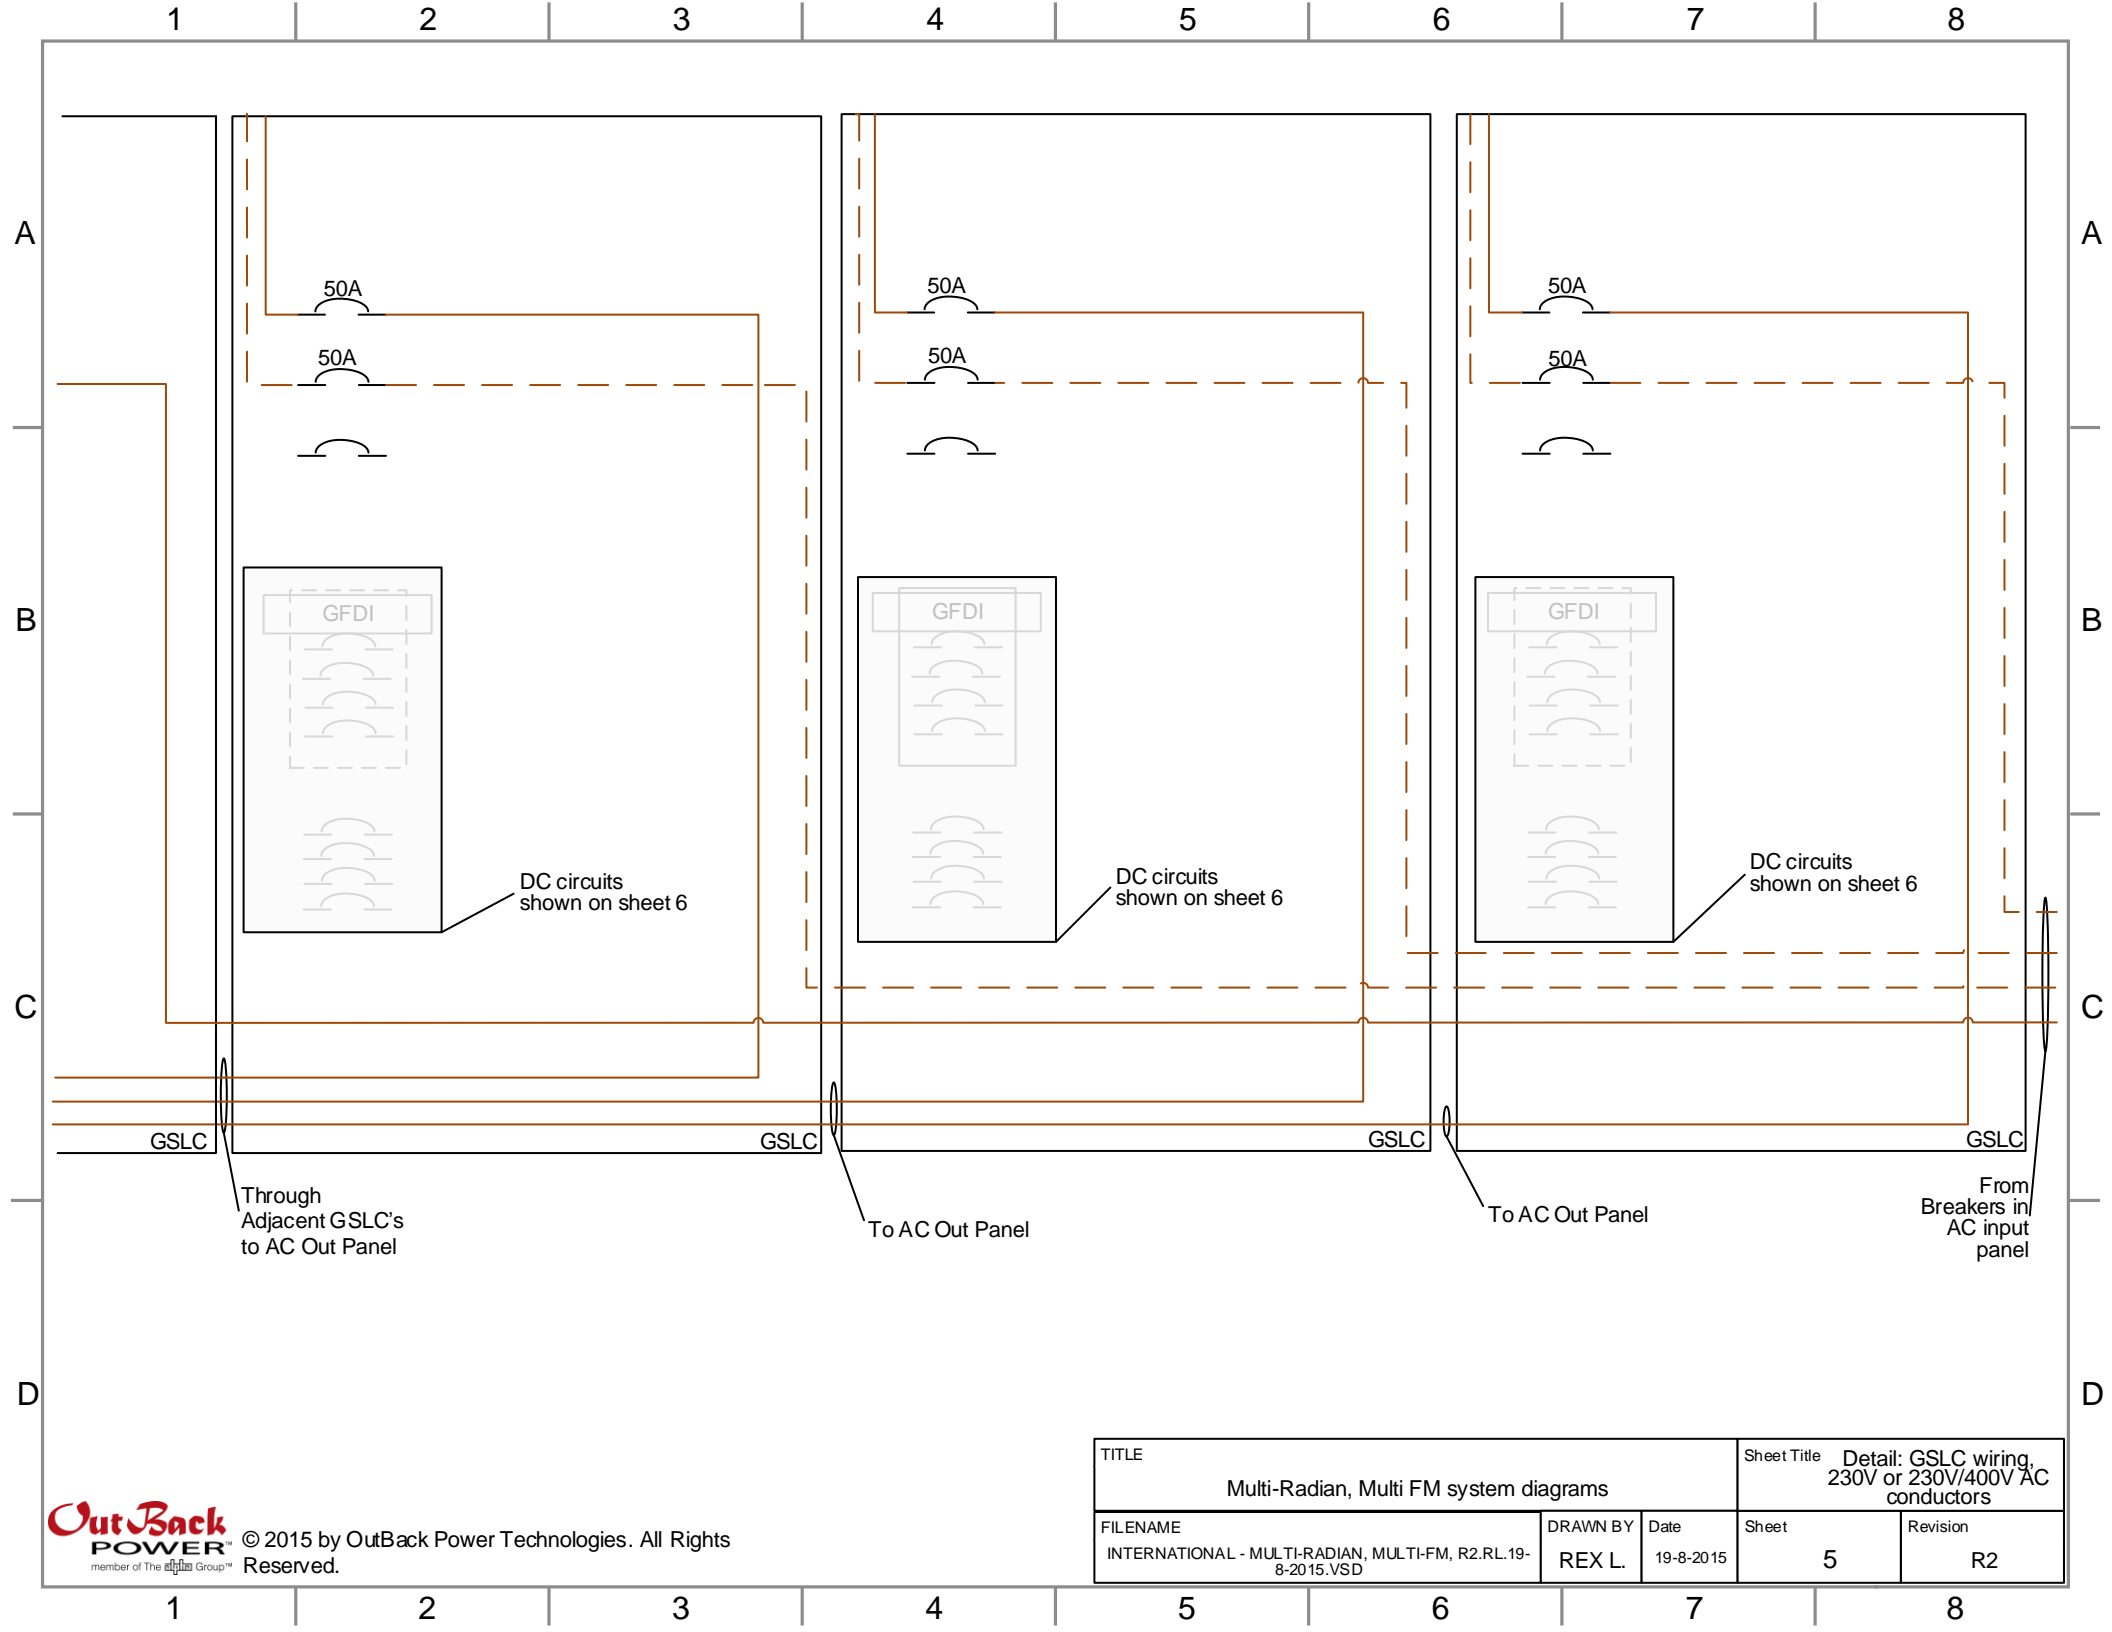 1 2 3 4 5 6 7 8
A A
50A 50A 50A
50A 50A 50A
B B
GFDI GFDI GFDI
DC circuits
shown on sheet 6
DC circuits
shown on sheet 6
DC circuits
shown on sheet 6
C C
GSLC GSLC GSLC GSLC
Through
Adjacent GSLC's
to AC Out Panel
To AC Out Panel
To AC Out Panel
From
Breakers in
AC input
panel
D D
TITLE
Multi-Radian, Multi FM system diagrams
Sheet Title Detail: GSLC wiring,
230V or 230V/400V AC
conductors
FILENAME
INTERNATIONAL - MULTI-RADIAN, MULTI-FM, R2.RL.19-
8-2015.VSD
DRAWN BY
REX L.
Date
19-8-2015
Sheet
5
Revision
R2
OutBack
POWER™
member of The alpha Group™
© 2015 by OutBack Power Technologies. All Rights
Reserved.
1 2 3 4 5 6 7 8